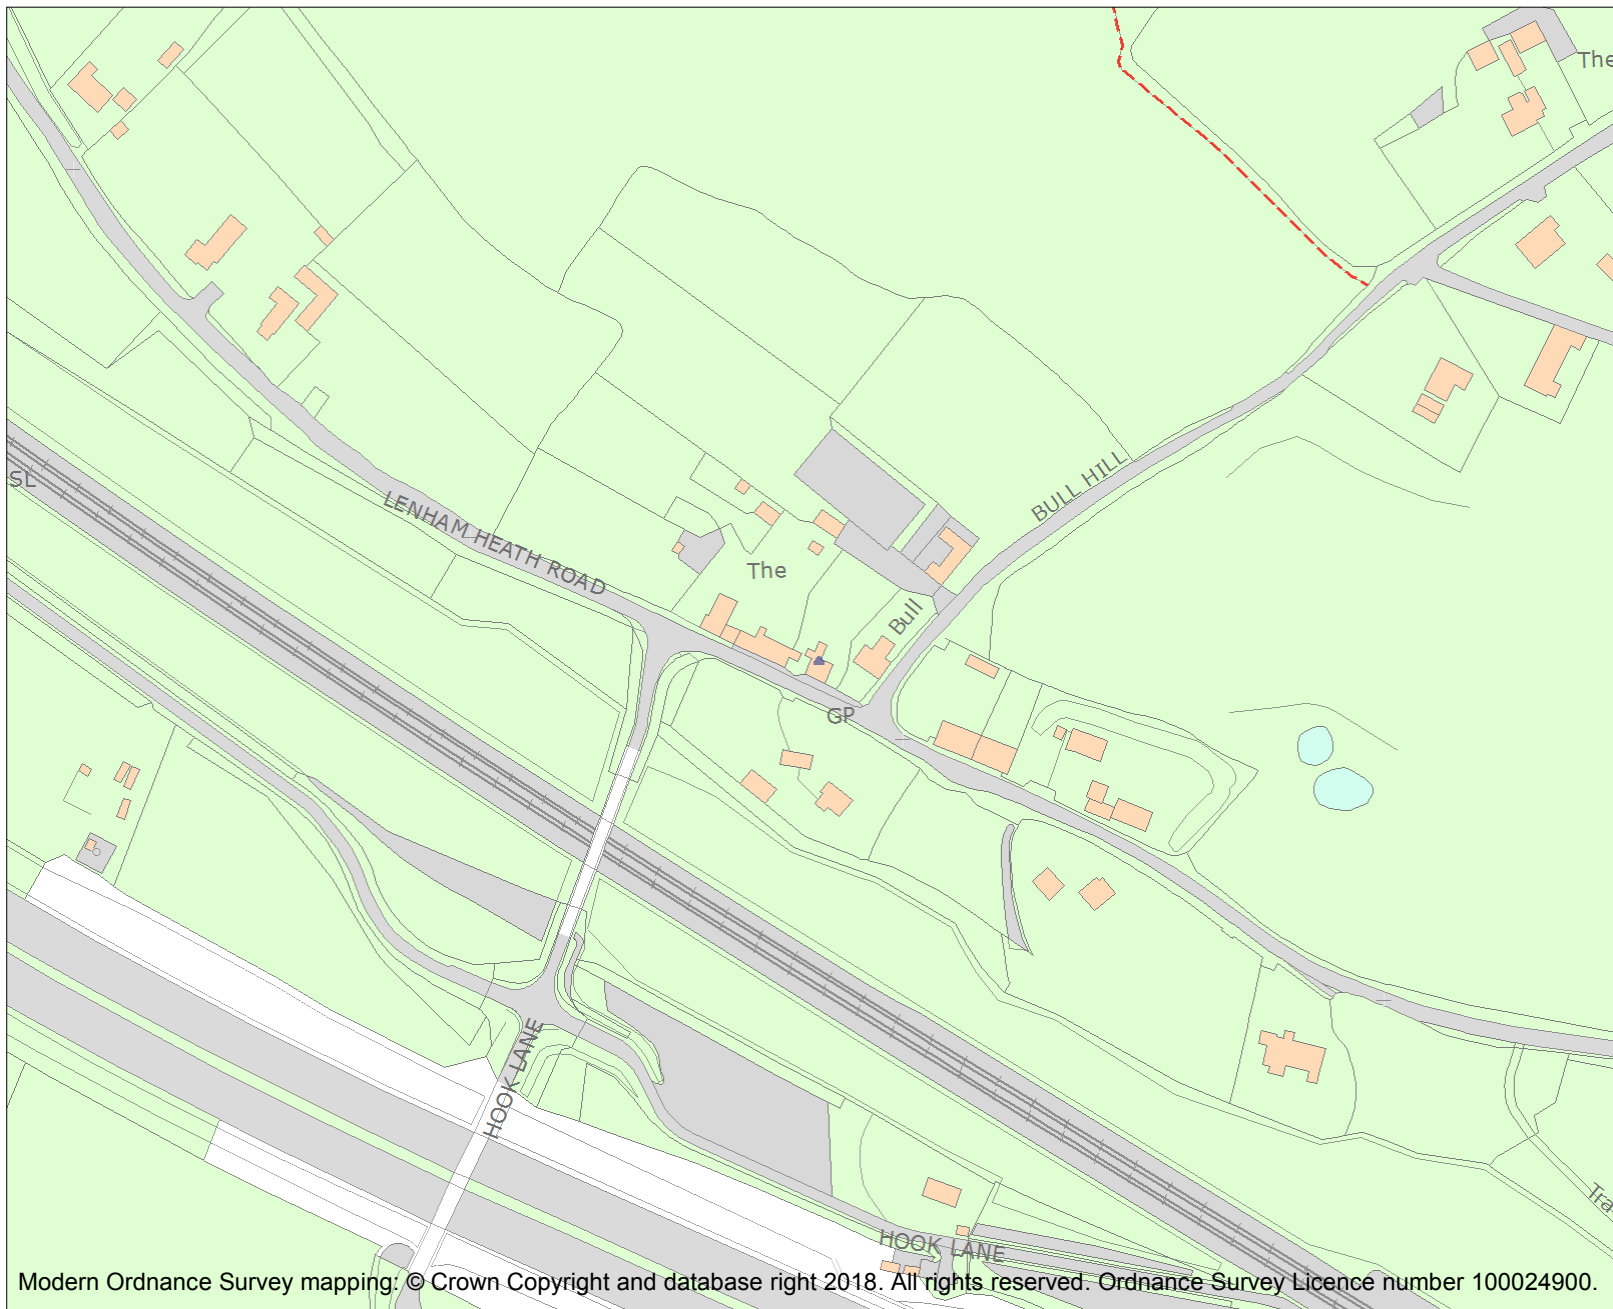 The
SL
LENHAM HEATH ROAD
BULL HILL
The
Bull
GP
HOOK LANE
Tra
HOOK LANE
Modern Ordnance Survey mapping: © Crown Copyright and database right 2018. All rights reserved. Ordnance Survey Licence number 100024900.